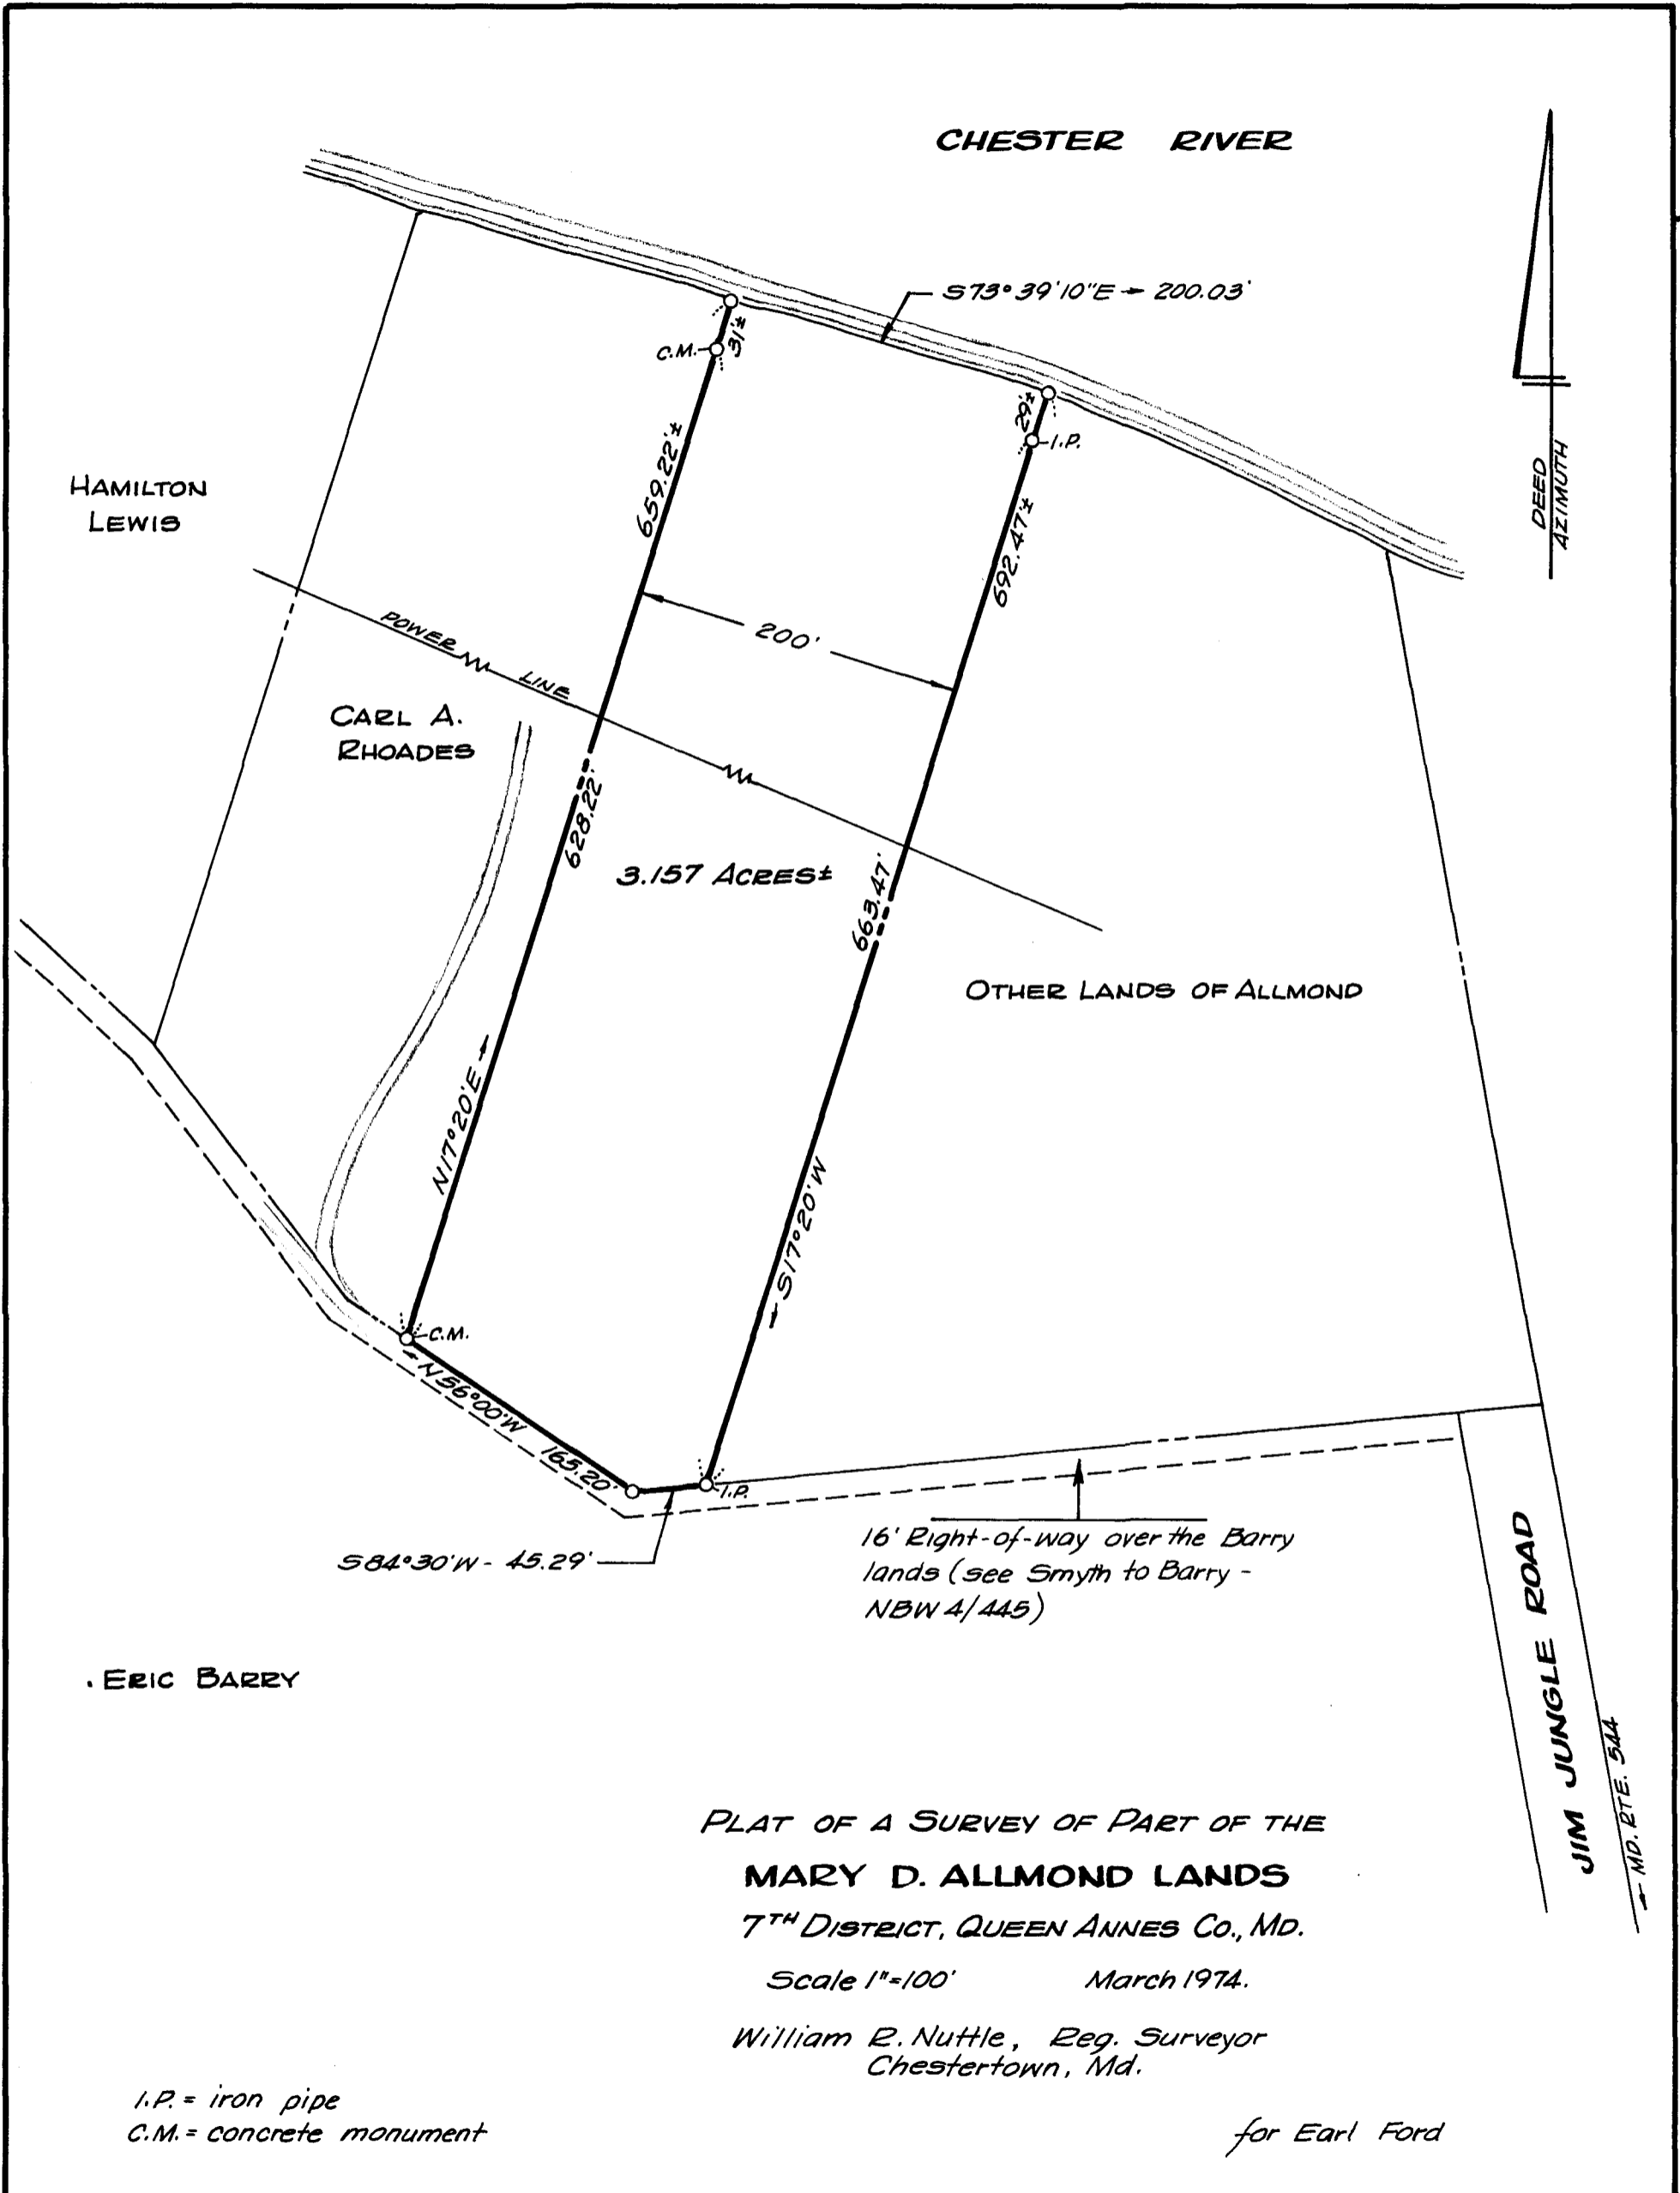 CHESTER RIVER
S73°39'10"E - 200.03'
C.M.
31'±
29'±
I.P.
659.22'±
692.47'±
DEED
AZIMUTH
HAMILTON
LEWIS
200'
POWER
LINE
CARL A.
RHOADES
628.22'
3.157 ACRES±
663.47'
OTHER LANDS OF ALLMOND
N17°20'E
S17°20'W
C.M.
N56°00'W 165.20'
I.P.
S84°30'W - 45.29'
16' Right-of-way over the Barry
lands (see Smyth to Barry -
NBW 4/445)
ERIC BARRY
JIM JUNGLE ROAD
MD. RTE. 544
PLAT OF A SURVEY OF PART OF THE
MARY D. ALLMOND LANDS
7TH DISTRICT, QUEEN ANNES CO., MD.
Scale 1"=100' March 1974.
William R. Nuttle, Reg. Surveyor
Chestertown, Md.
I.P. = iron pipe
C.M. = concrete monument
for Earl Ford